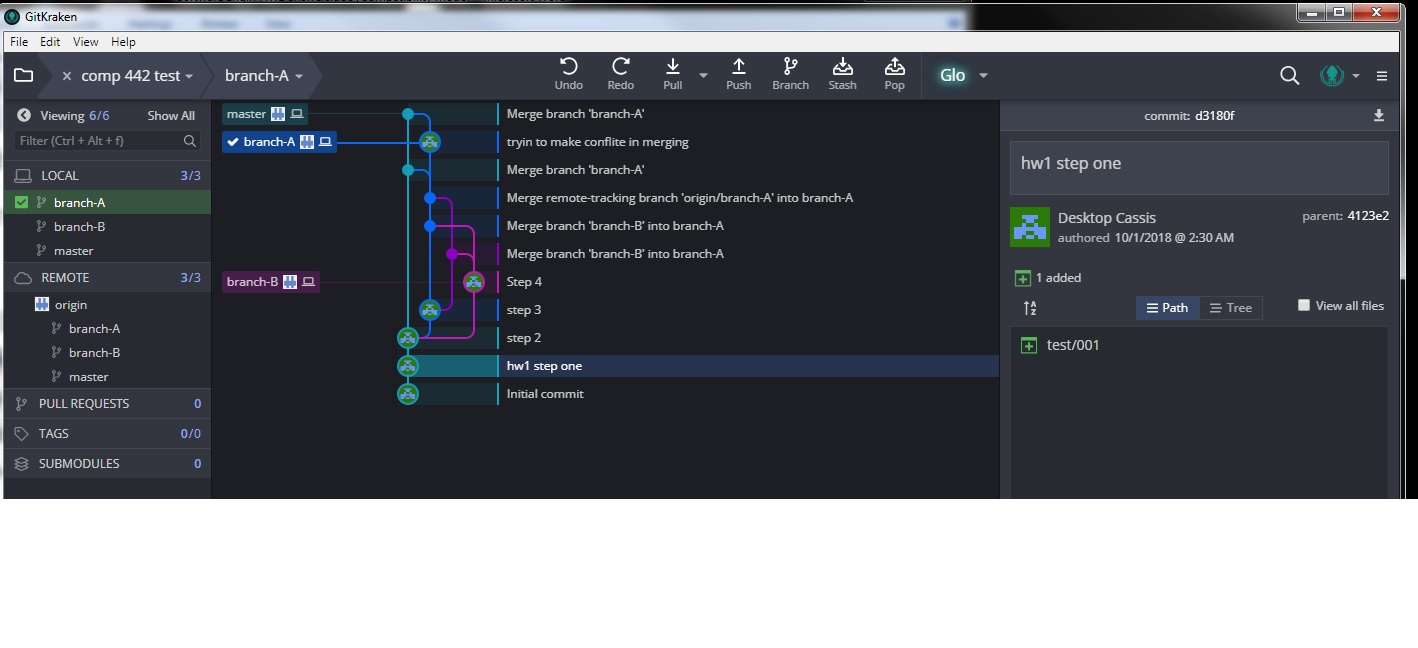 GitKraken
File Edit View Help
comp 442 test
branch-A
Undo Redo Pull Push Branch Stash Pop
Glo
Viewing 6/6 Show All
Filter (Ctrl + Alt + f)
LOCAL 3/3
branch-A
branch-B
master
REMOTE 3/3
origin
branch-A
branch-B
master
PULL REQUESTS 0
TAGS 0/0
SUBMODULES 0
master Merge branch 'branch-A'
branch-A tryin to make conflite in merging
Merge branch 'branch-A'
Merge remote-tracking branch 'origin/branch-A' into branch-A
Merge branch 'branch-B' into branch-A
Merge branch 'branch-B' into branch-A
branch-B Step 4
step 3
step 2
hw1 step one
Initial commit
commit: d3180f
hw1 step one
Desktop Cassis parent: 4123e2
authored 10/1/2018 @ 2:30 AM
1 added
Path Tree View all files
test/001